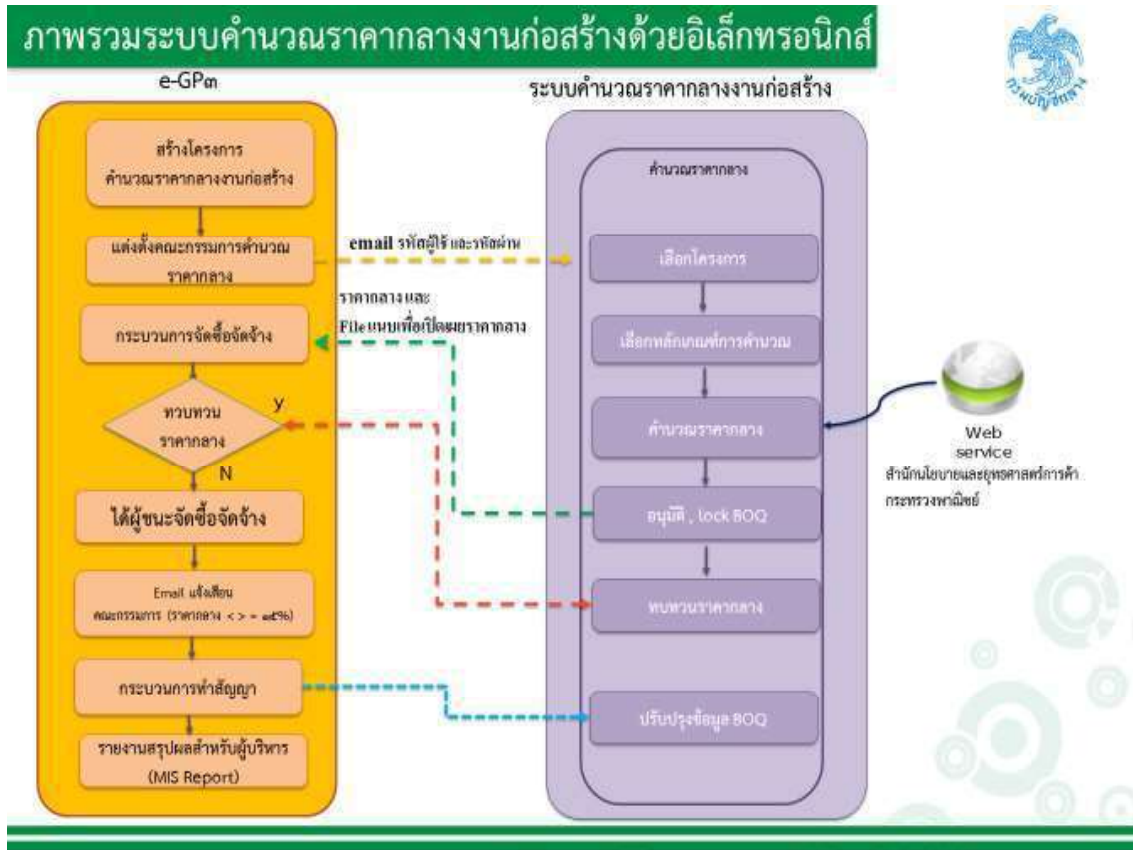 ภาพรวมระบบคำนวณราคากลางงานก่อสร้างด้วยอิเล็กทรอนิกส์
กรมบัญชีกลาง
e-GP๓
สร้างโครงการ
คำนวณราคากลางงานก่อสร้าง
แต่งตั้งคณะกรรมการคำนวณ
ราคากลาง
กระบวนการจัดซื้อจัดจ้าง
ทวบทวน
ราคากลาง
Y
N
ได้ผู้ชนะจัดซื้อจัดจ้าง
Email แจ้งเตือน
คณะกรรมการ (ราคากลาง < > = ๑๕%)
กระบวนการทำสัญญา
รายงานสรุปผลสำหรับผู้บริหาร
(MIS Report)
email รหัสผู้ใช้ และรหัสผ่าน
ราคากลาง และ
File แนบเพื่อเปิดเผยราคากลาง
ระบบคำนวณราคากลางงานก่อสร้าง
คำนวณราคากลาง
เลือกโครงการ
เลือกหลักเกณฑ์การคำนวณ
คำนวณราคากลาง
อนุมัติ , lock BOQ
ทบทวนราคากลาง
ปรับปรุงข้อมูล BOQ
Web
service
สำนักนโยบายและยุทธศาสตร์การค้า
กระทรวงพาณิชย์